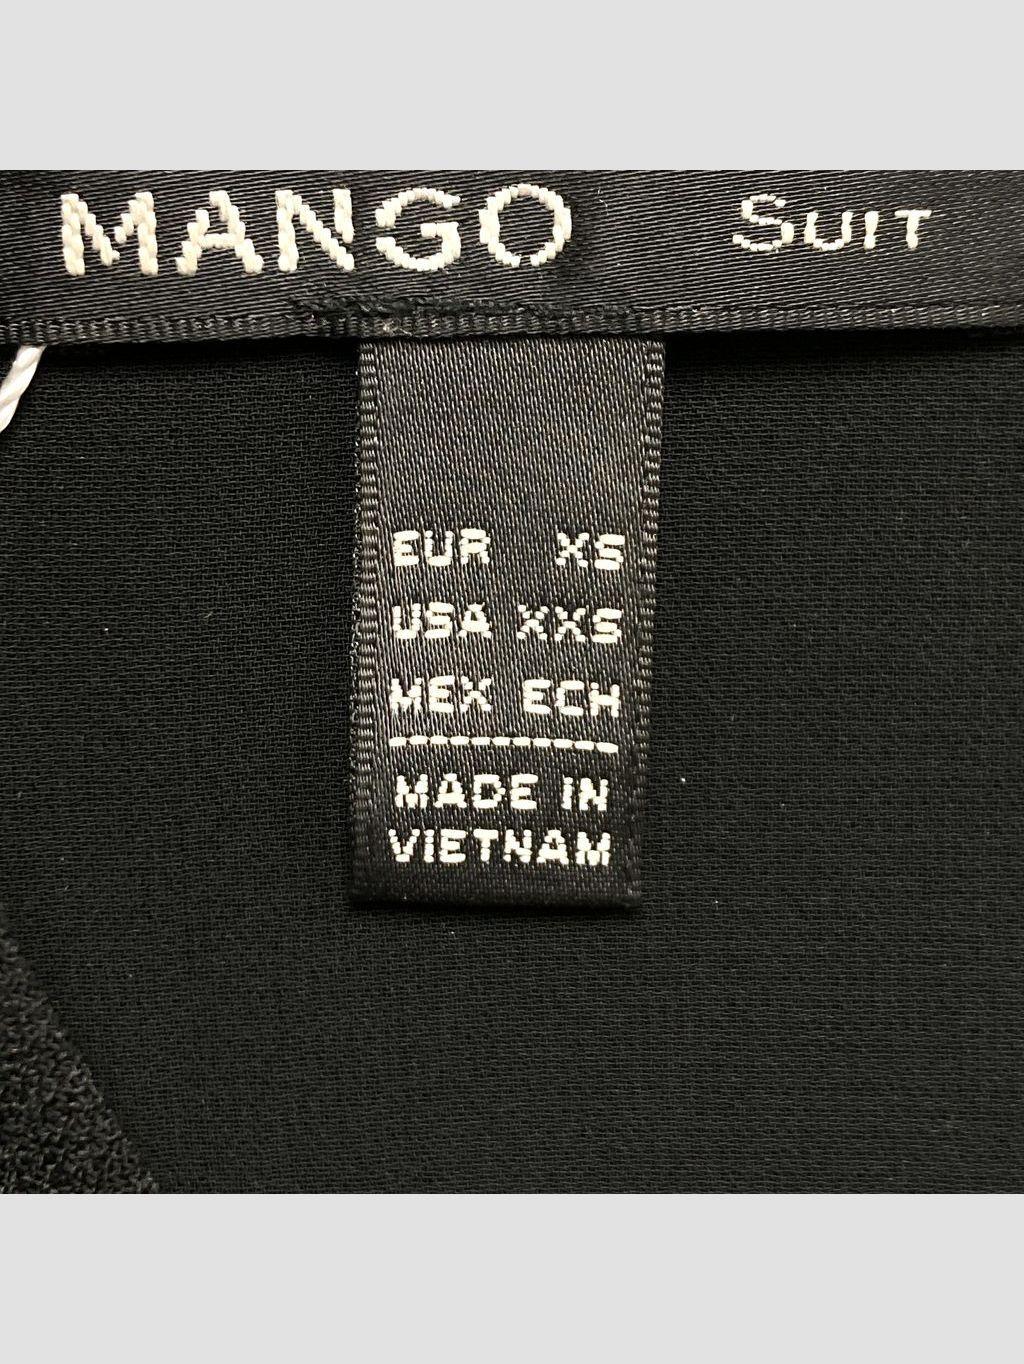 MANGO Suit
EUR XS
USA XXS
MEX ECH
MADE IN
VIETNAM